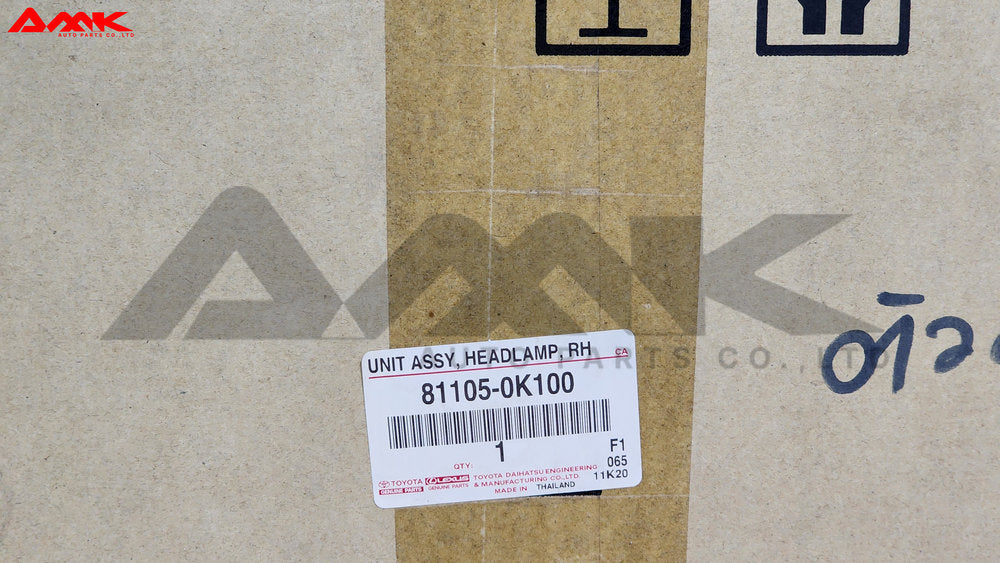 AMK
AUTO PARTS CO.,LTD
AMK
AUTO PARTS CO., LTD
UNIT ASSY, HEADLAMP, RH CA
81105-0K100
1
QTY:
F1
065
11K20
TOYOTA
GENUINE PARTS
LEXUS
GENUINE PARTS
TOYOTA DAIHATSU ENGINEERING
& MANUFACTURING CO., LTD.
MADE IN THAILAND